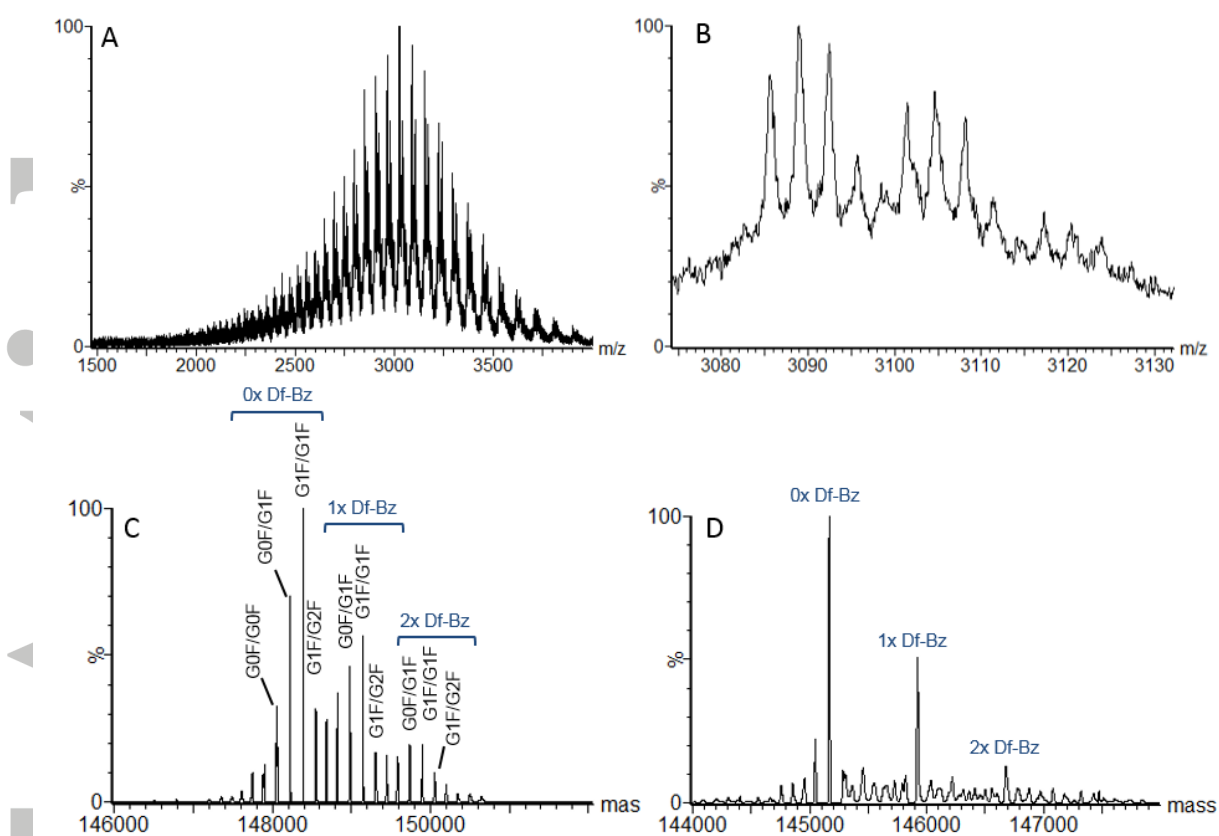 A
100
%
0
1500 2000 2500 3000 3500
m/z
B
100
%
0
3080 3090 3100 3110 3120 3130
m/z
C
100
%
0
146000 148000 150000
mas
0x Df-Bz
G0F/G0F
G0F/G1F
G1F/G1F
G1F/G2F
1x Df-Bz
G0F/G1F
G1F/G1F
G1F/G2F
2x Df-Bz
G0F/G1F
G1F/G1F
G1F/G2F
D
100
%
0
144000 145000 146000 147000
mass
0x Df-Bz
1x Df-Bz
2x Df-Bz